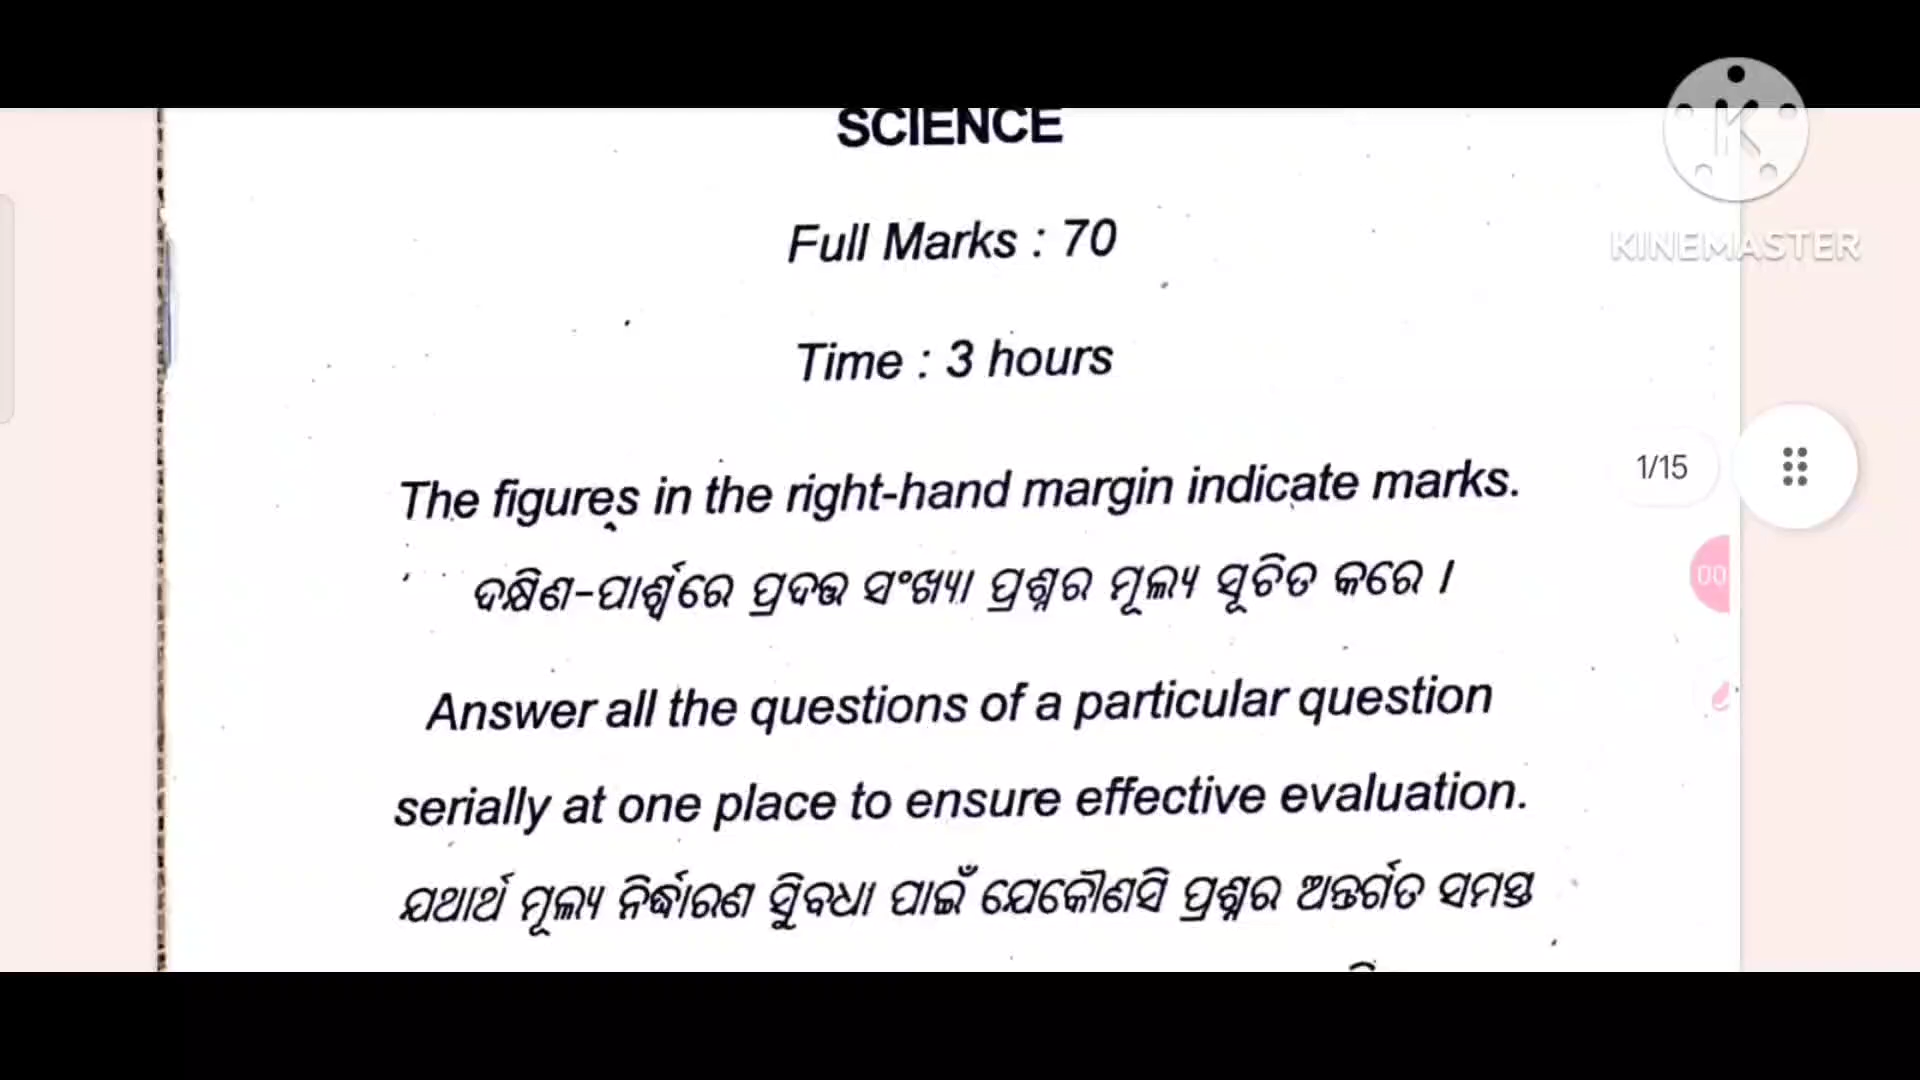 SCIENCE
Full Marks : 70
Time : 3 hours
The figures in the right-hand margin indicate marks.
ଦକ୍ଷିଣ-ପାର୍ଶ୍ୱରେ ପ୍ରଦତ୍ତ ସଂଖ୍ୟା ପ୍ରଶ୍ନର ମୂଲ୍ୟ ସୂଚିତ କରେ ।
Answer all the questions of a particular question
serially at one place to ensure effective evaluation.
ଯଥାର୍ଥ ମୂଲ୍ୟ ନିର୍ଦ୍ଧାରଣ ସୁବିଧା ପାଇଁ ଯେକୌଣସି ପ୍ରଶ୍ନର ଅନ୍ତର୍ଗତ ସମସ୍ତ
K
KINEMASTER
1/15
00